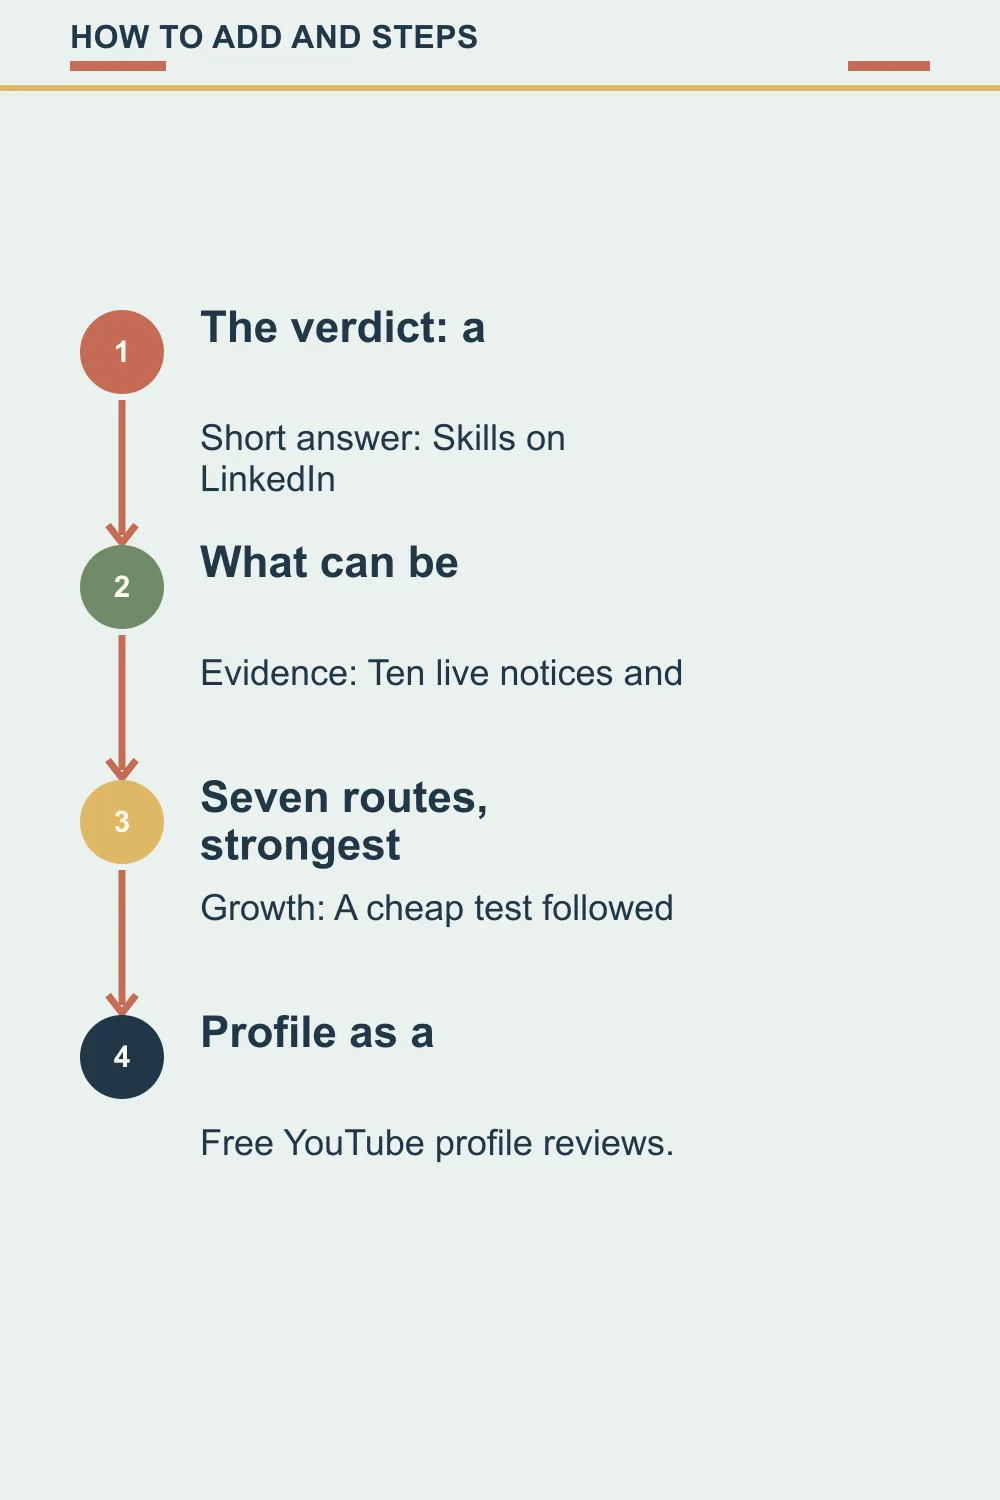 HOW TO ADD AND STEPS
1
The verdict: a
Short answer: Skills on
LinkedIn
2
What can be
Evidence: Ten live notices and
3
Seven routes,
strongest
Growth: A cheap test followed
4
Profile as a
Free YouTube profile reviews.